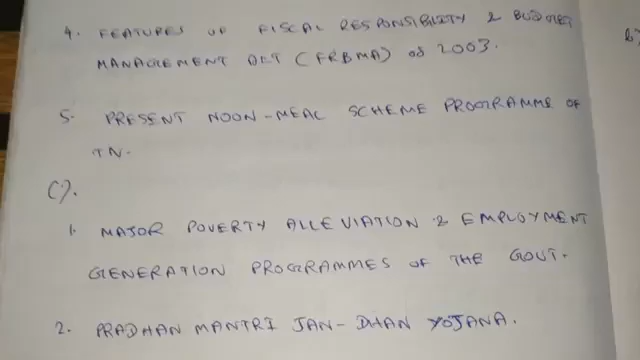 4. FEATURES OF FISCAL RESPONSIBILITY & BUDGET
MANAGEMENT ACT (FRBMA) OF 2003.
5. PRESENT NOON-MEAL SCHEME PROGRAMME OF
TN.
C).
1. MAJOR POVERTY ALLEVIATION & EMPLOYMENT
GENERATION PROGRAMMES OF THE GOVT.
2. PRADHAN MANTRI JAN-DHAN YOJANA.